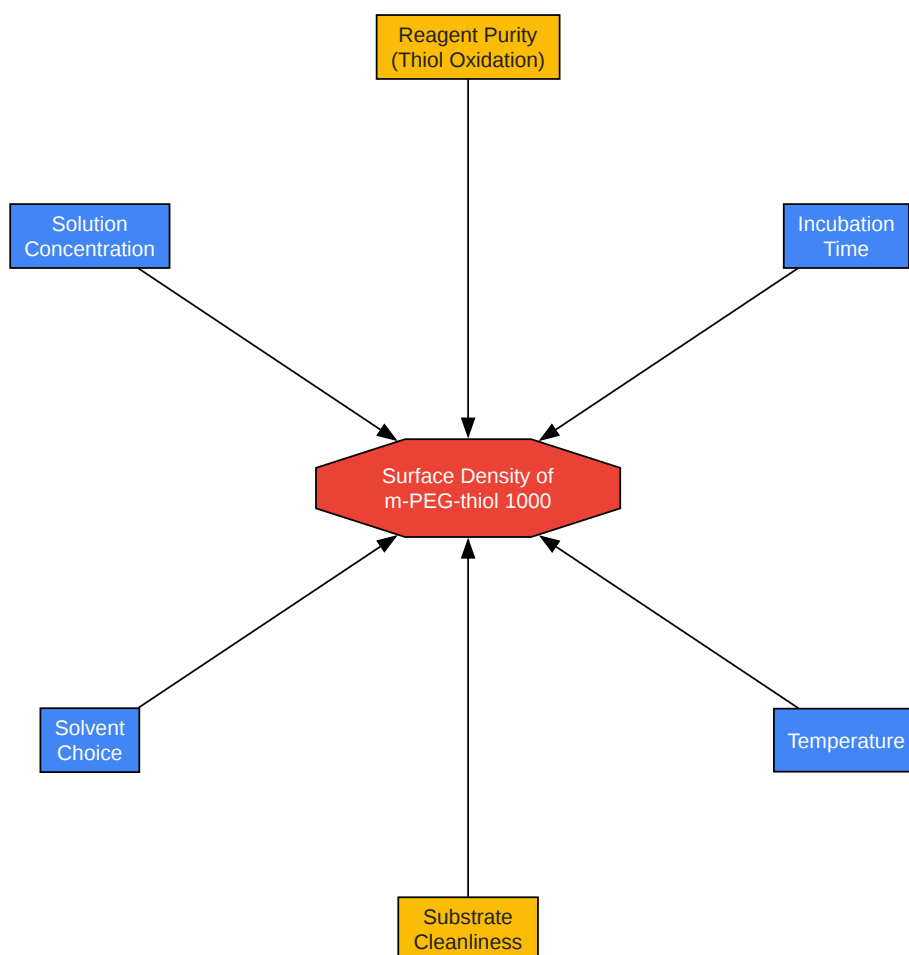 Reagent Purity
(Thiol Oxidation)
Solution
Concentration
Incubation
Time
Surface Density of
m-PEG-thiol 1000
Solvent
Choice
Temperature
Substrate
Cleanliness